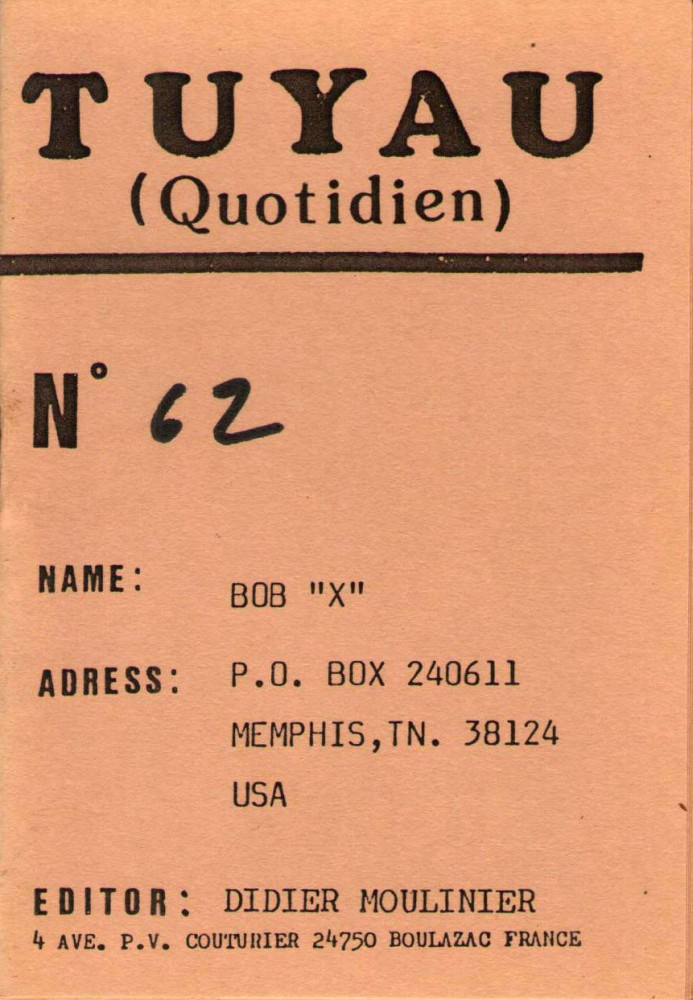 TUYAU
(Quotidien)
N° 62
NAME: BOB "X"
ADRESS: P.O. BOX 240611
MEMPHIS,TN. 38124
USA
EDITOR: DIDIER MOULINIER
4 AVE. P.V. COUTURIER 24750 BOULAZAC FRANCE